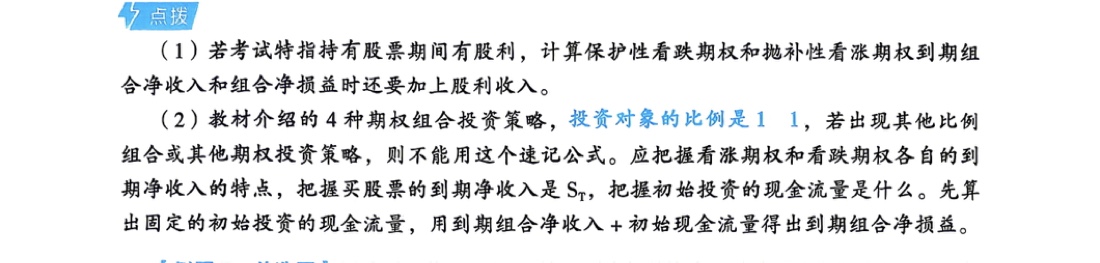 点拨
(1)若考试特指持有股票期间有股利，计算保护性看跌期权和抛补性看涨期权到期组
合净收入和组合净损益时还要加上股利收入。
(2)教材介绍的4种期权组合投资策略，投资对象的比例是1 1，若出现其他比例
组合或其他期权投资策略，则不能用这个速记公式。应把握看涨期权和看跌期权各自的到
期净收入的特点，把握买股票的到期净收入是S_T，把握初始投资的现金流量是什么。先算
出固定的初始投资的现金流量，用到期组合净收入+初始现金流量得出到期组合净损益。